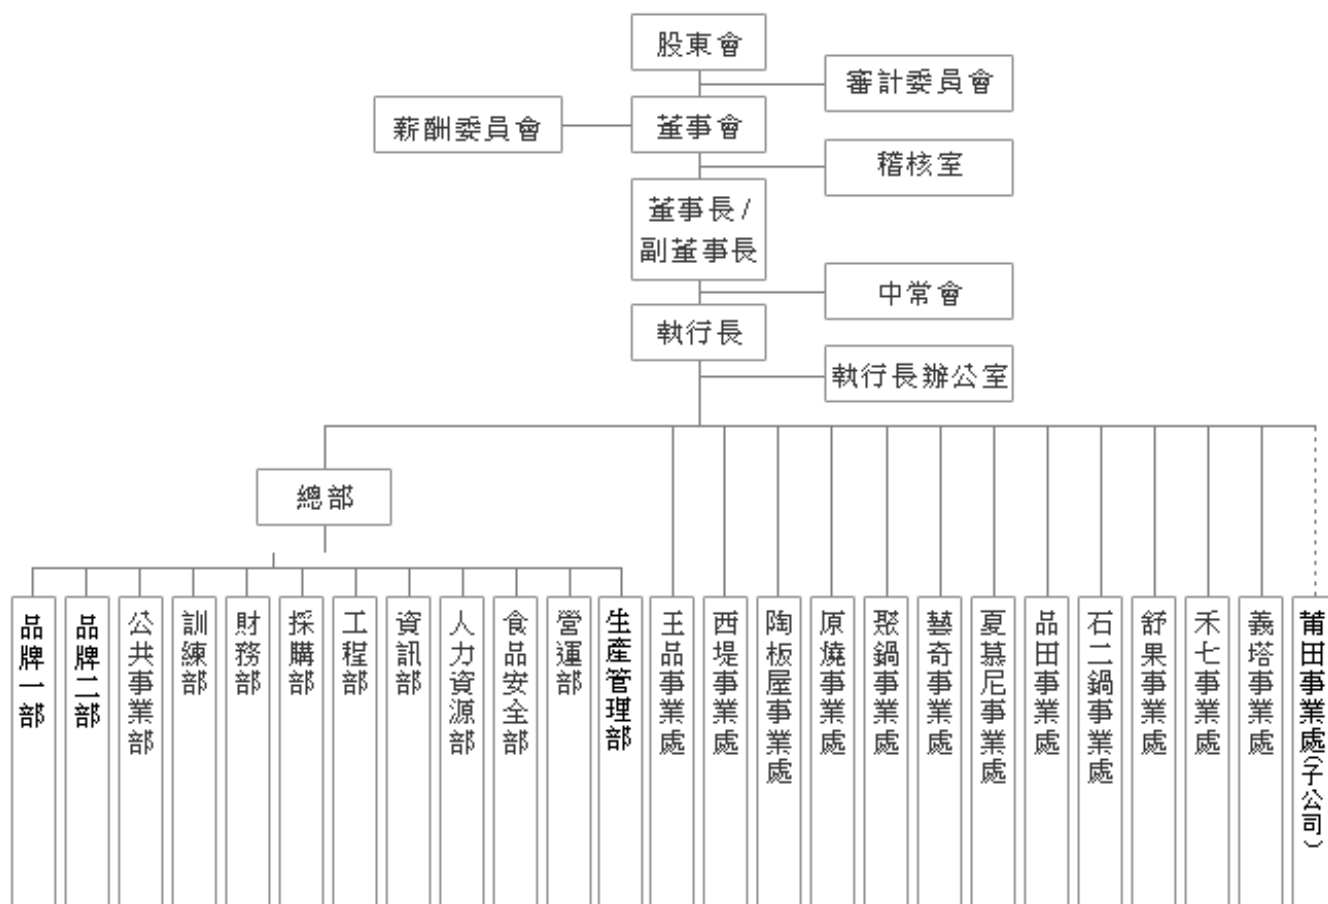 股東會
審計委員會
薪酬委員會
董事會
稽核室
董事長/
副董事長
中常會
執行長
執行長辦公室
總部
品牌一部
品牌二部
公共事業部
訓練部
財務部
採購部
工程部
資訊部
人力資源部
食品安全部
營運部
生產管理部
王品事業處
西堤事業處
陶板屋事業處
原燒事業處
聚鍋事業處
藝奇事業處
夏慕尼事業處
品田事業處
石二鍋事業處
舒果事業處
禾七事業處
義塔事業處
莆田事業處(子公司)